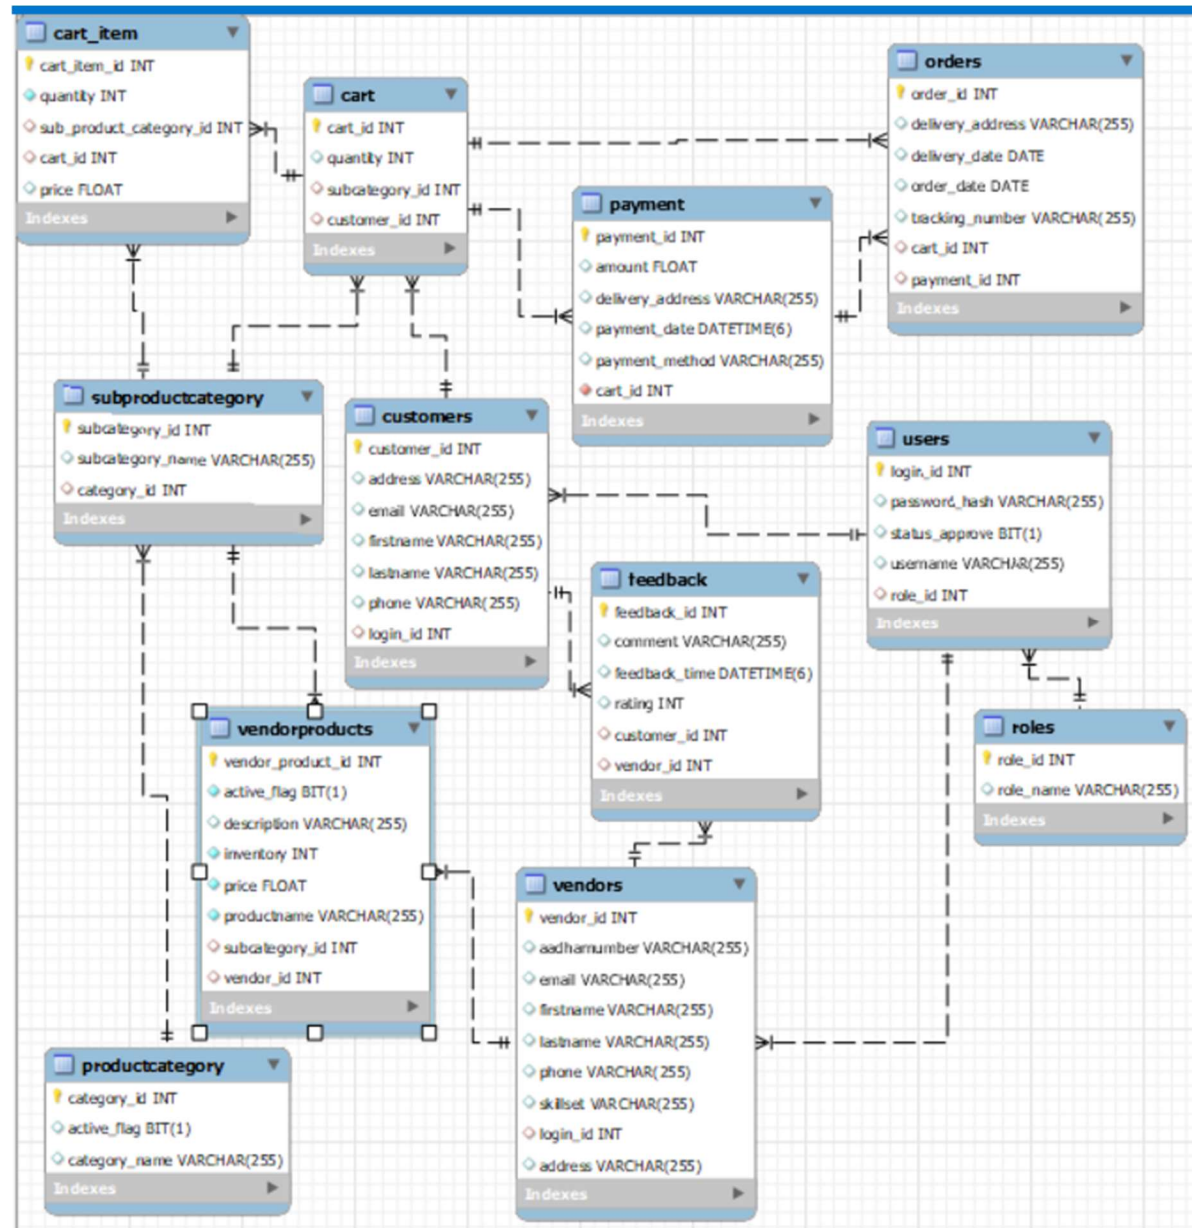 cart_item
cart_item_id INT
quantity INT
sub_product_category_id INT
cart_id INT
price FLOAT
Indexes
cart
cart_id INT
quantity INT
subcategory_id INT
customer_id INT
Indexes
orders
order_id INT
delivery_address VARCHAR(255)
delivery_date DATE
order_date DATE
tracking_number VARCHAR(255)
cart_id INT
payment_id INT
Indexes
payment
payment_id INT
amount FLOAT
delivery_address VARCHAR(255)
payment_date DATETIME(6)
payment_method VARCHAR(255)
cart_id INT
Indexes
subproductcategory
subcategory_id INT
subcategory_name VARCHAR(255)
category_id INT
Indexes
customers
customer_id INT
address VARCHAR(255)
email VARCHAR(255)
firstname VARCHAR(255)
lastname VARCHAR(255)
phone VARCHAR(255)
login_id INT
Indexes
users
login_id INT
password_hash VARCHAR(255)
status_approve BIT(1)
username VARCHAR(255)
role_id INT
Indexes
feedback
feedback_id INT
comment VARCHAR(255)
feedback_time DATETIME(6)
rating INT
customer_id INT
vendor_id INT
Indexes
roles
role_id INT
role_name VARCHAR(255)
Indexes
vendorproducts
vendor_product_id INT
active_flag BIT(1)
description VARCHAR(255)
inventory INT
price FLOAT
productname VARCHAR(255)
subcategory_id INT
vendor_id INT
Indexes
vendors
vendor_id INT
aadharnumber VARCHAR(255)
email VARCHAR(255)
firstname VARCHAR(255)
lastname VARCHAR(255)
phone VARCHAR(255)
skillset VARCHAR(255)
login_id INT
address VARCHAR(255)
Indexes
productcategory
category_id INT
active_flag BIT(1)
category_name VARCHAR(255)
Indexes